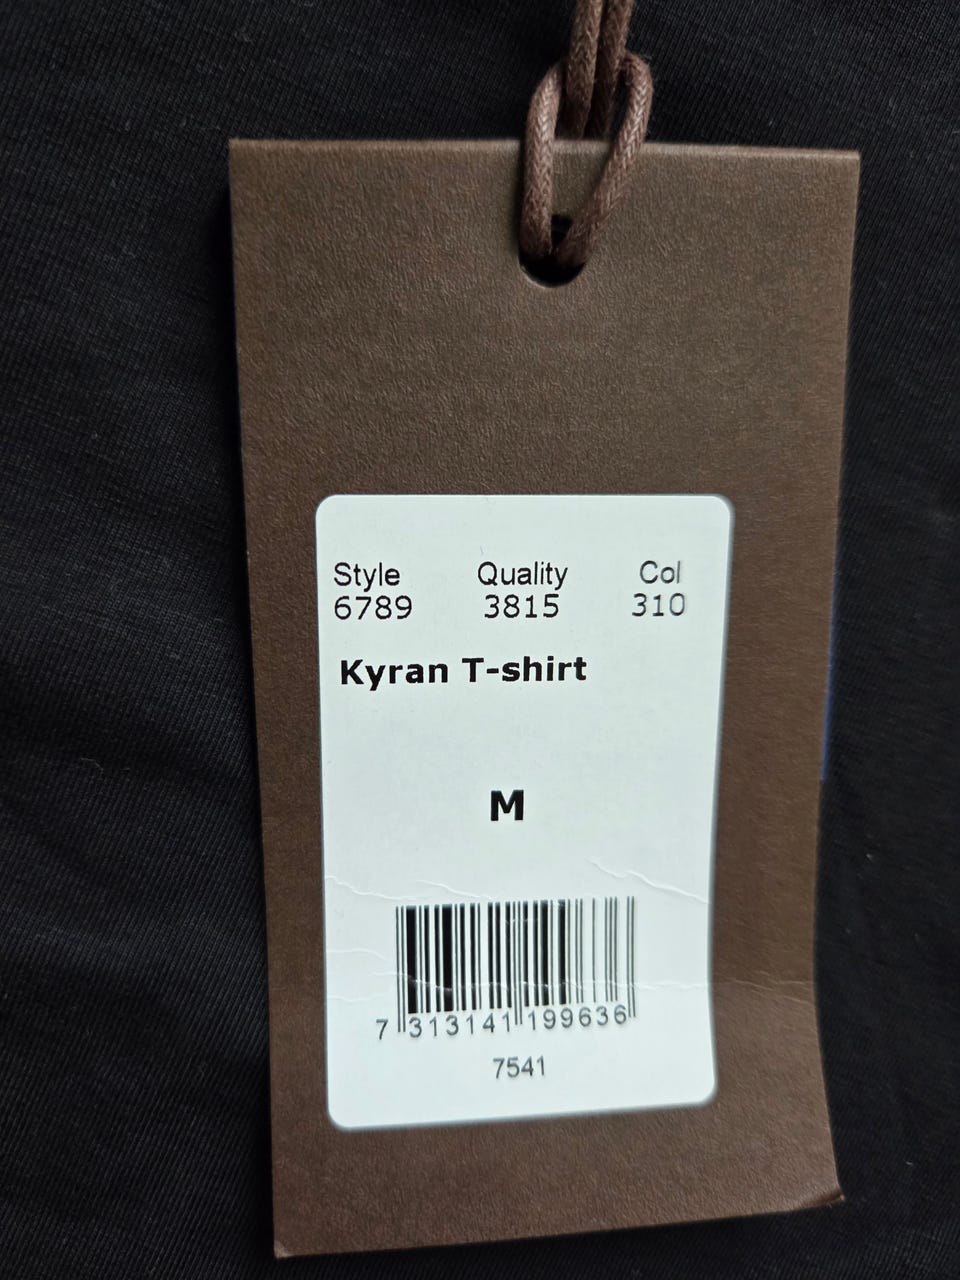 Style Quality Col
6789 3815 310
Kyran T-shirt
M
7 313141 199636
7541